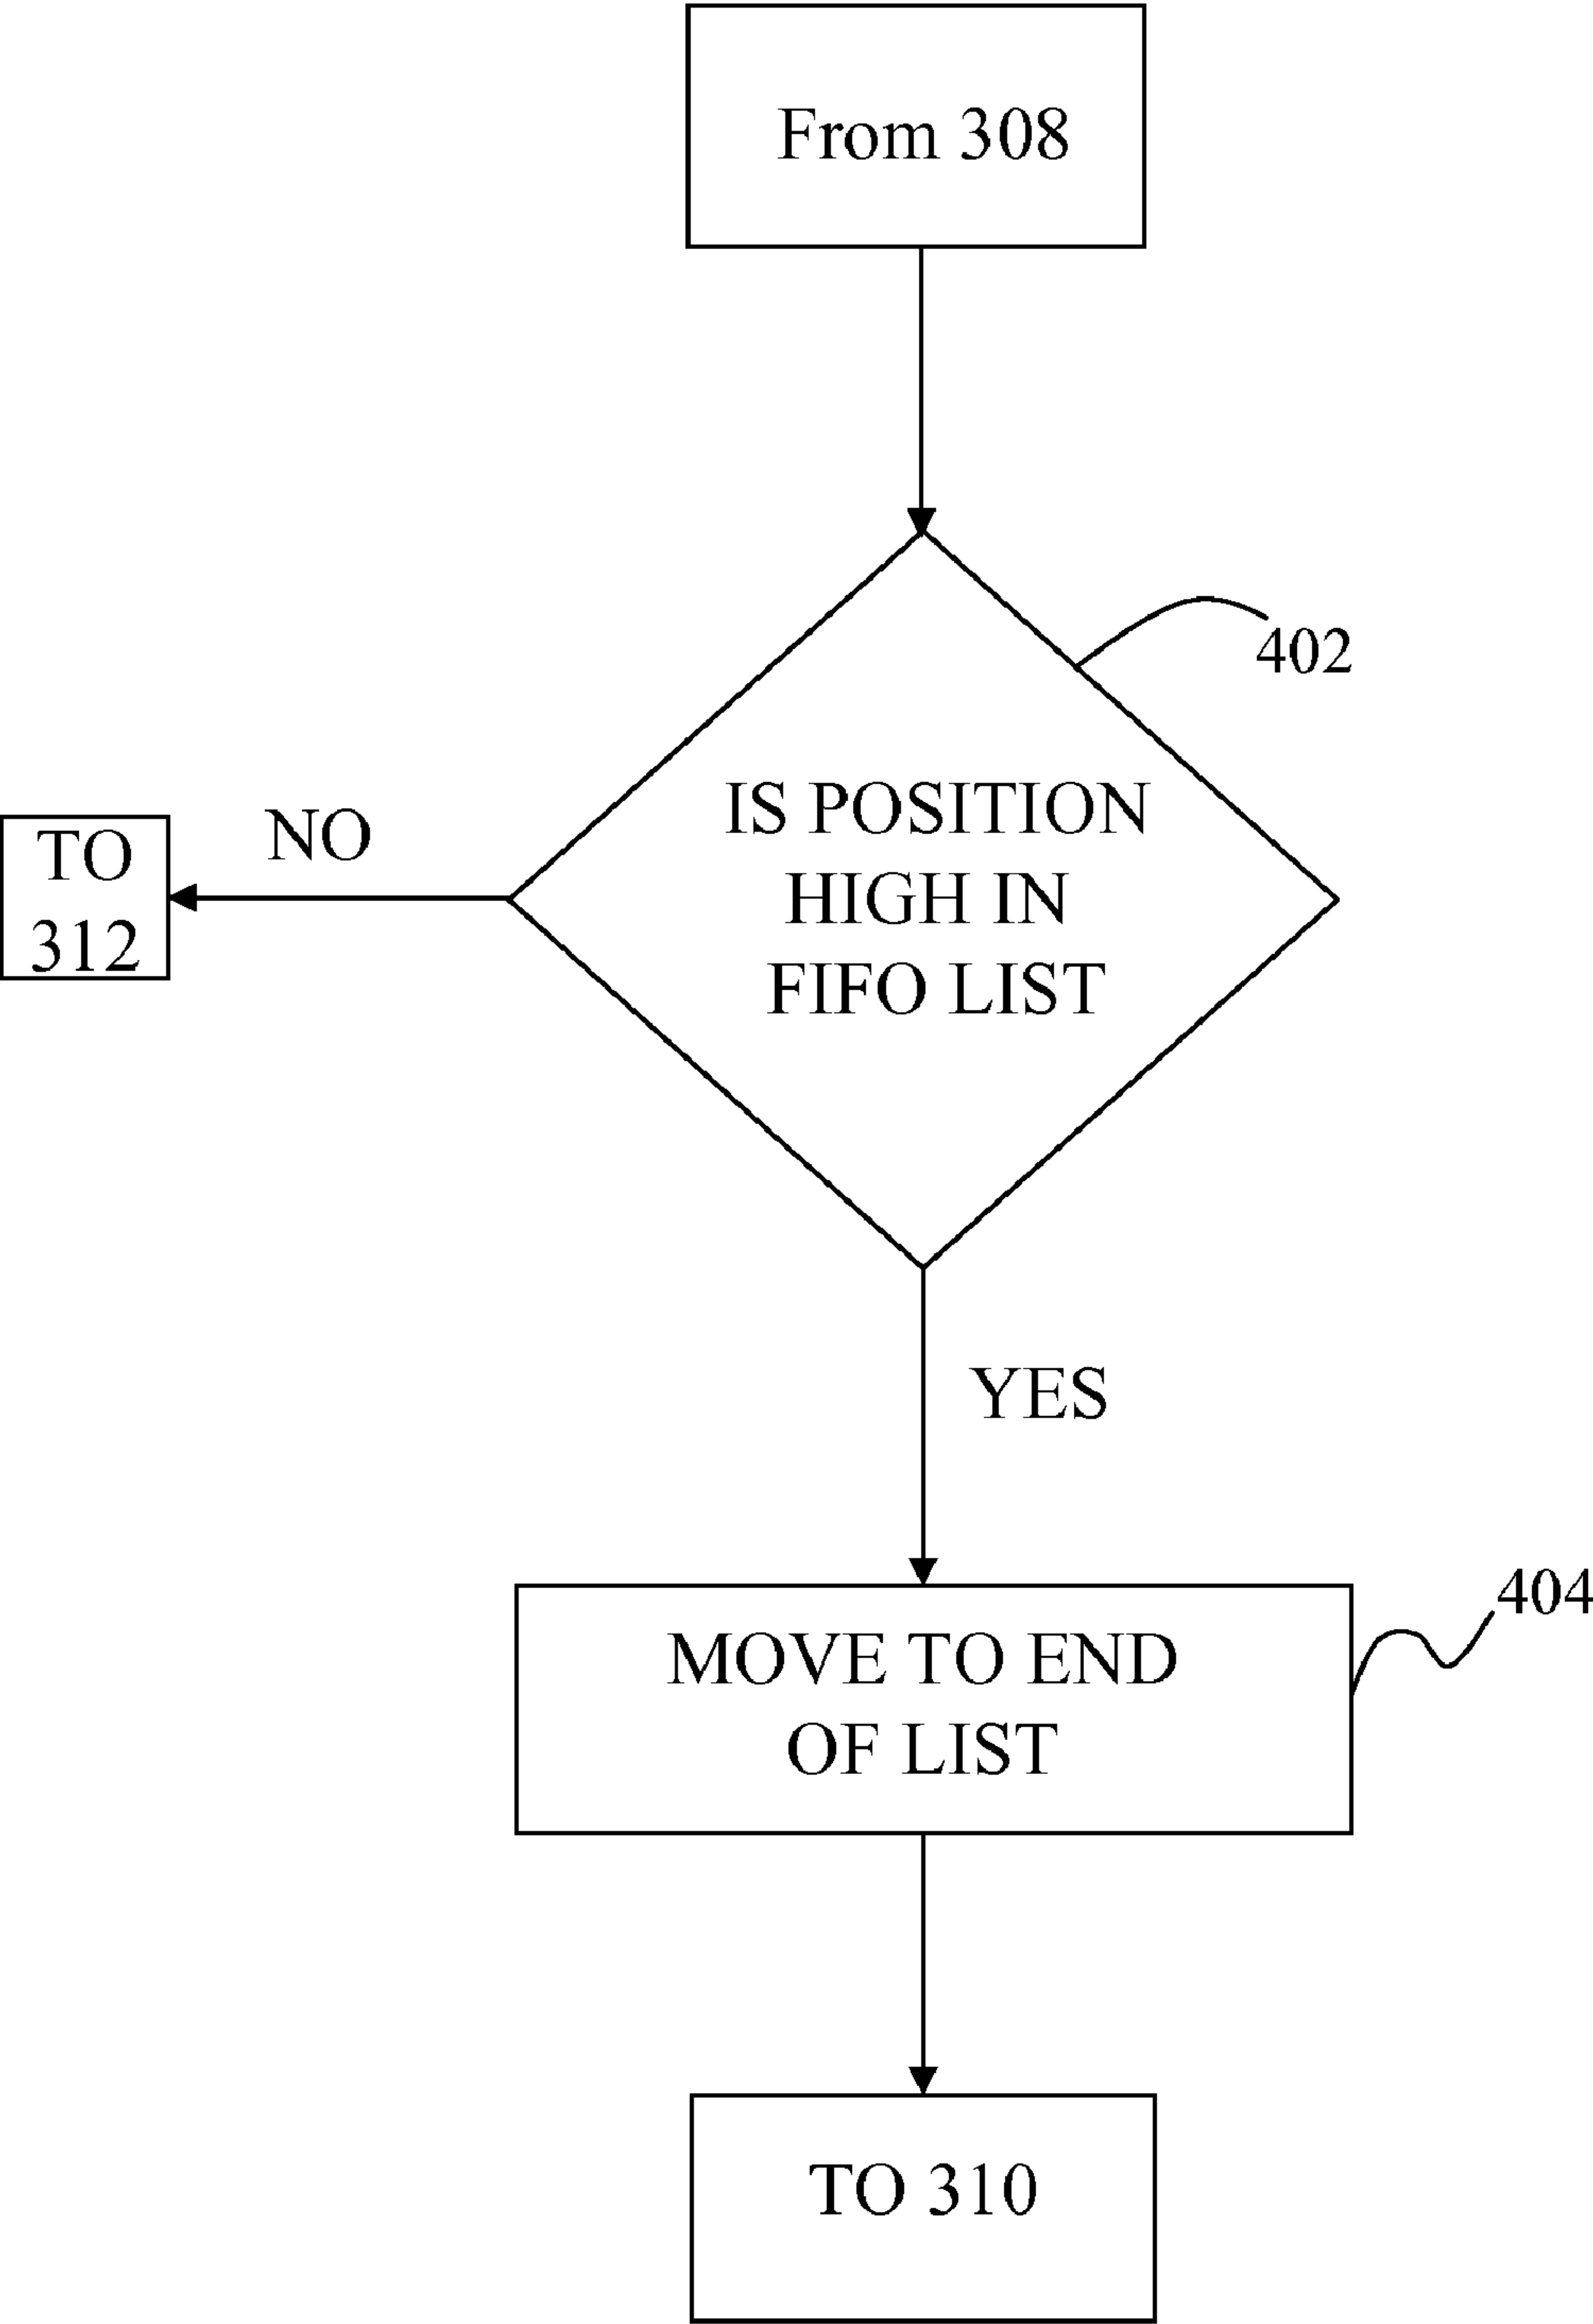 From 308
402
IS POSITION
HIGH IN
FIFO LIST
NO
TO
312
YES
404
MOVE TO END
OF LIST
TO 310